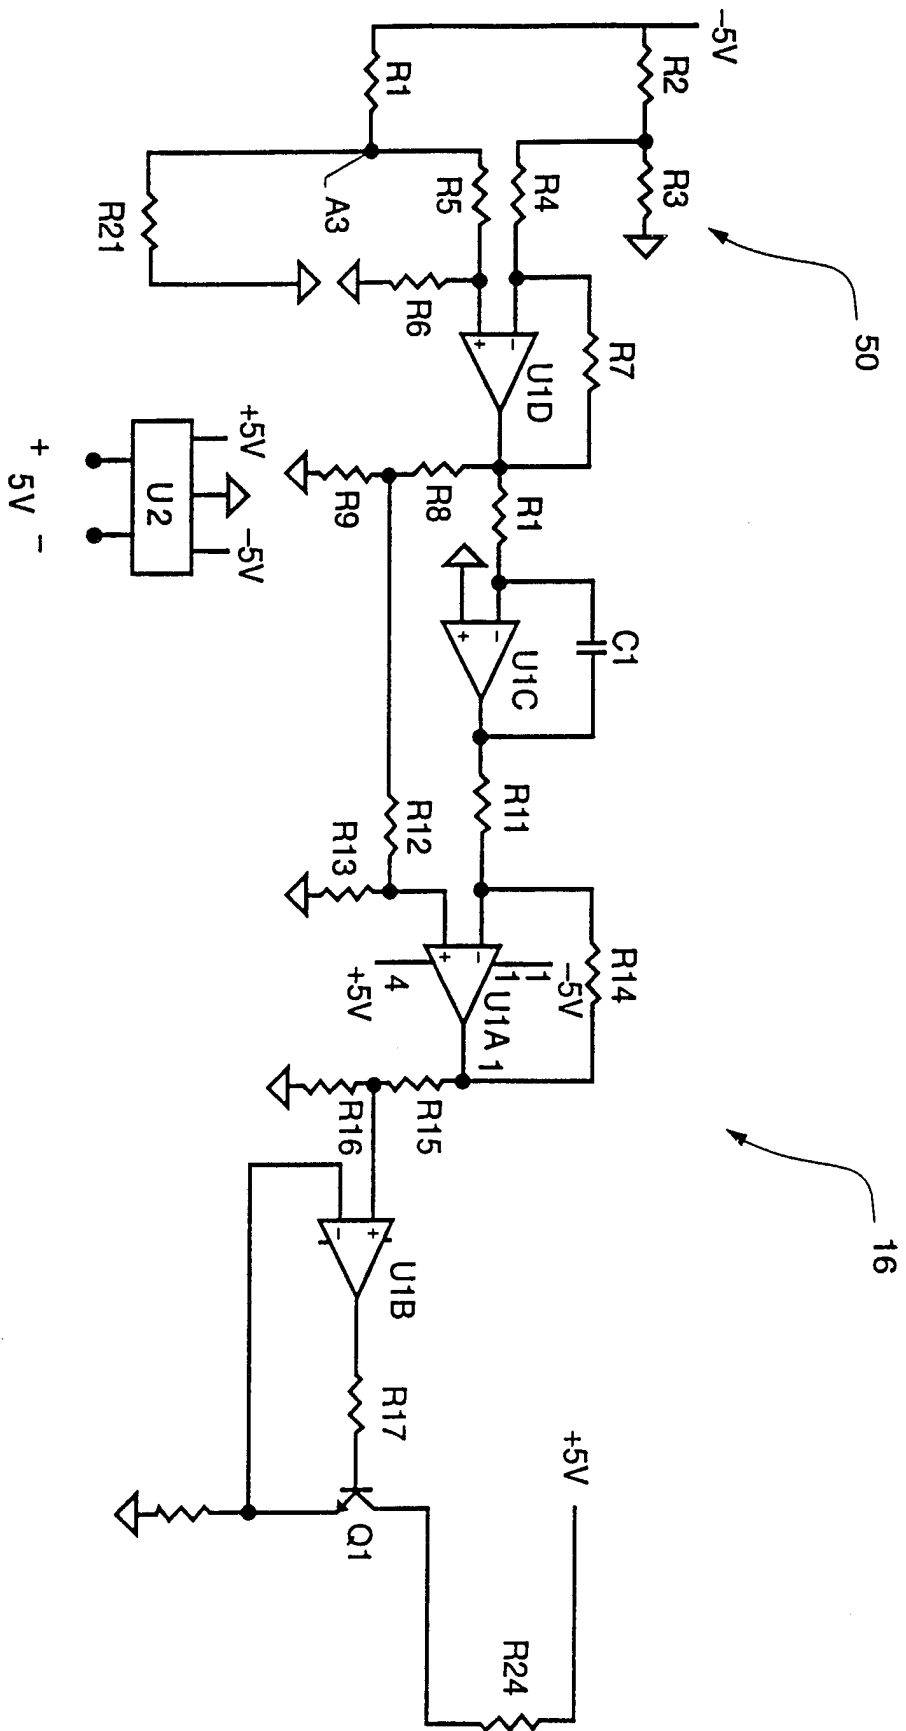 -5V
R2
R3
50
R1
R4
R5
A3
R21
R6
R7
-
+
U1D
R8
R9
R1
C1
-
+
U1C
R11
R12
R13
R14
-
+
1 1
-5V
4
+5V
U1A 1
R15
R16
16
+
-
U1B
R17
Q1
+5V
R24
+5V
-5V
U2
+ 5V -